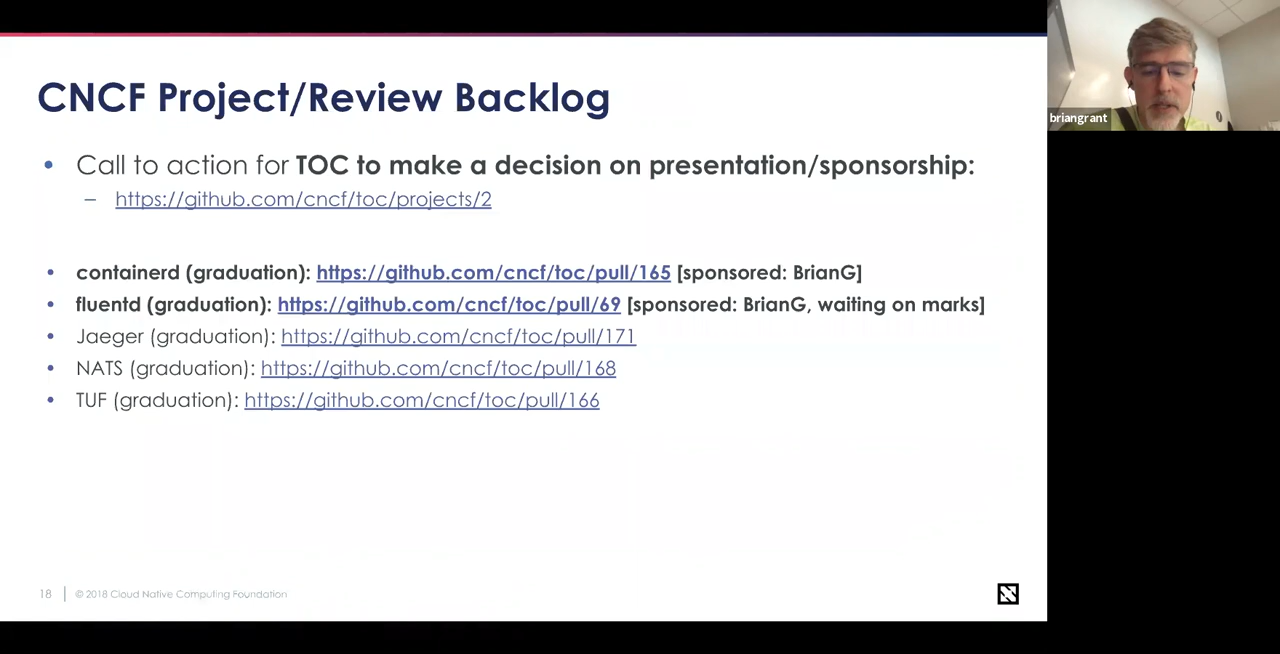 CNCF Project/Review Backlog
• Call to action for TOC to make a decision on presentation/sponsorship:
– https://github.com/cncf/toc/projects/2
• containerd (graduation): https://github.com/cncf/toc/pull/165 [sponsored: BrianG]
• fluentd (graduation): https://github.com/cncf/toc/pull/69 [sponsored: BrianG, waiting on marks]
• Jaeger (graduation): https://github.com/cncf/toc/pull/171
• NATS (graduation): https://github.com/cncf/toc/pull/168
• TUF (graduation): https://github.com/cncf/toc/pull/166
18 | © 2018 Cloud Native Computing Foundation
briangrant